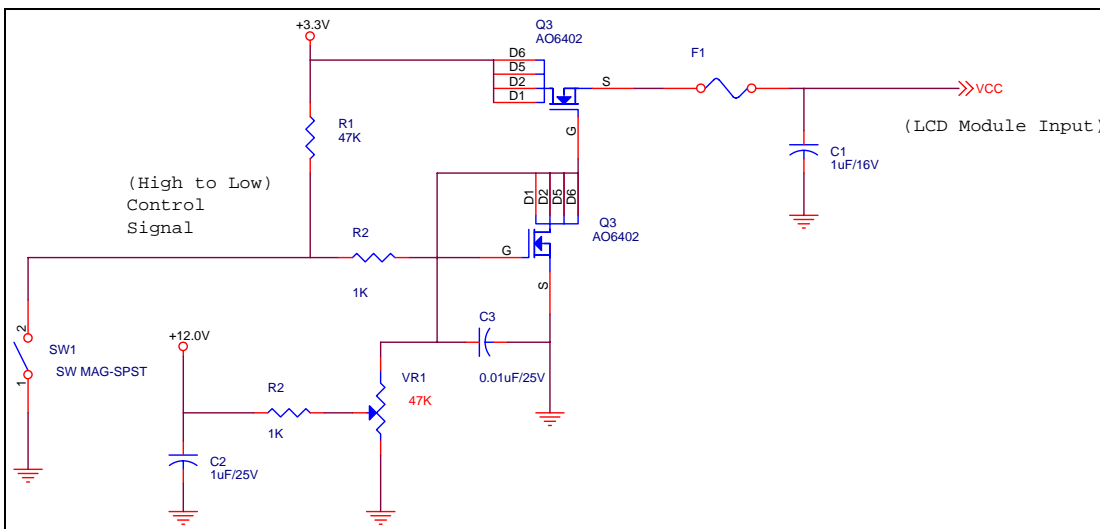 +3.3V
Q3
AO6402
F1
D6
D5
D2
D1
S
G
VCC
(LCD Module Input)
R1
47K
C1
1uF/16V
(High to Low)
Control
Signal
D1
D2
D5
D6
Q3
AO6402
R2
G
1K
S
2
SW1
SW MAG-SPST
1
+12.0V
C3
0.01uF/25V
R2
1K
VR1
47K
C2
1uF/25V